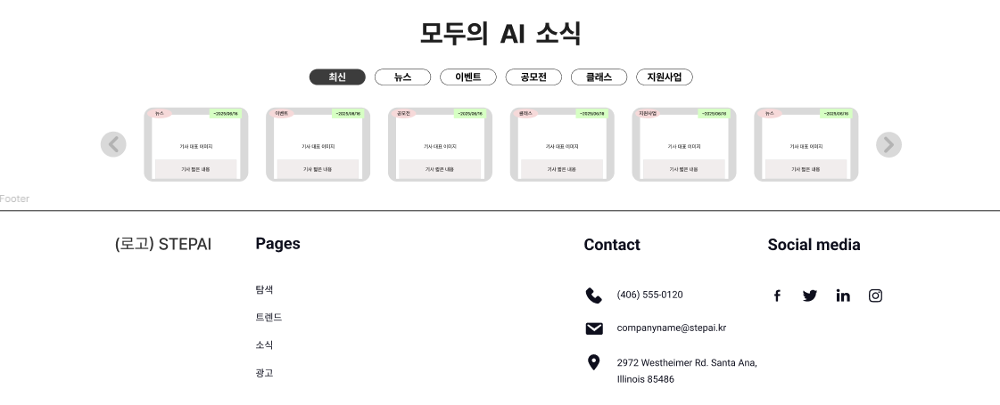 모두의 AI 소식
최신 뉴스 이벤트 공모전 클래스 지원사업
뉴스 ~2025/06/16 이벤트 ~2025/06/16 공모전 ~2025/06/16 클래스 ~2025/06/16 지원사업 ~2025/06/16 뉴스 ~2025/06/16
기사 대표 이미지 기사 대표 이미지 기사 대표 이미지 기사 대표 이미지 기사 대표 이미지 기사 대표 이미지
기사 짧은 내용 기사 짧은 내용 기사 짧은 내용 기사 짧은 내용 기사 짧은 내용 기사 짧은 내용
Footer
(로고) STEPAI
Pages
탐색
트렌드
소식
광고
Contact
(406) 555-0120
companyname@stepai.kr
2972 Westheimer Rd. Santa Ana,
Illinois 85486
Social media